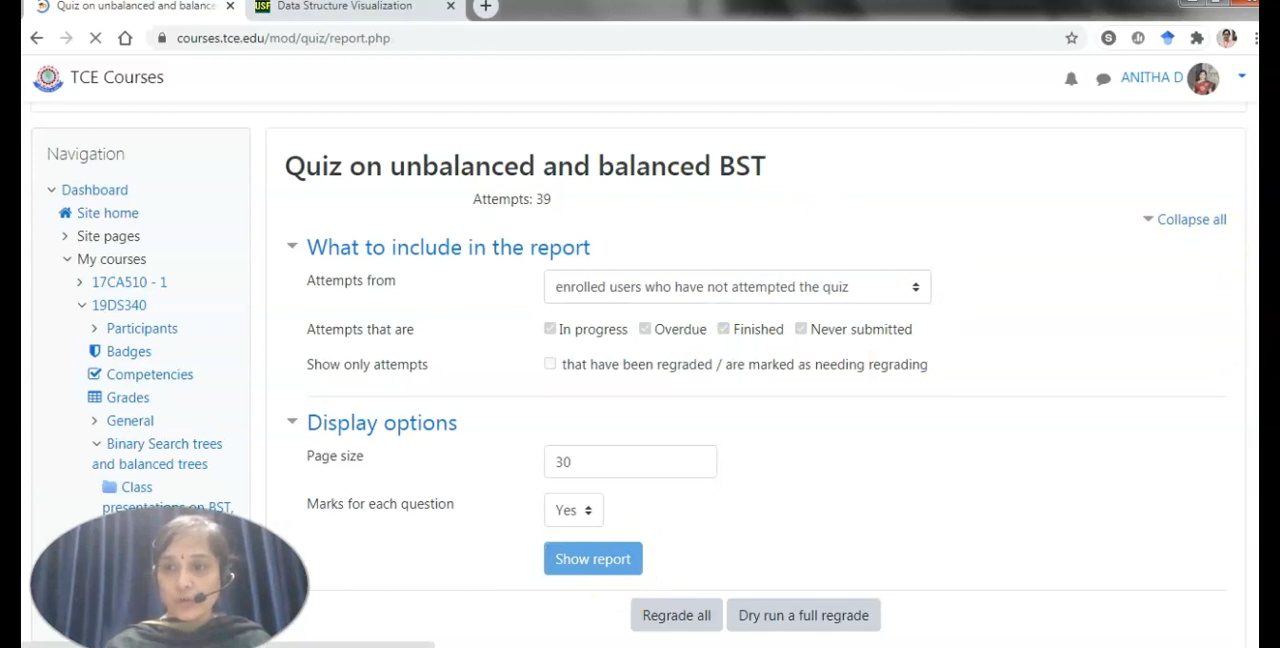 Quiz on unbalanced and balance
USF Data Structure Visualization
courses.tce.edu/mod/quiz/report.php
TCE Courses
ANITHA D
Navigation
Dashboard
Site home
Site pages
My courses
17CA510 - 1
19DS340
Participants
Badges
Competencies
Grades
General
Binary Search trees
and balanced trees
Class
presentations on BST,
Quiz on unbalanced and balanced BST
Attempts: 39
Collapse all
What to include in the report
Attempts from
enrolled users who have not attempted the quiz
Attempts that are
In progress Overdue Finished Never submitted
Show only attempts
that have been regraded / are marked as needing regrading
Display options
Page size
30
Marks for each question
Yes
Show report
Regrade all Dry run a full regrade